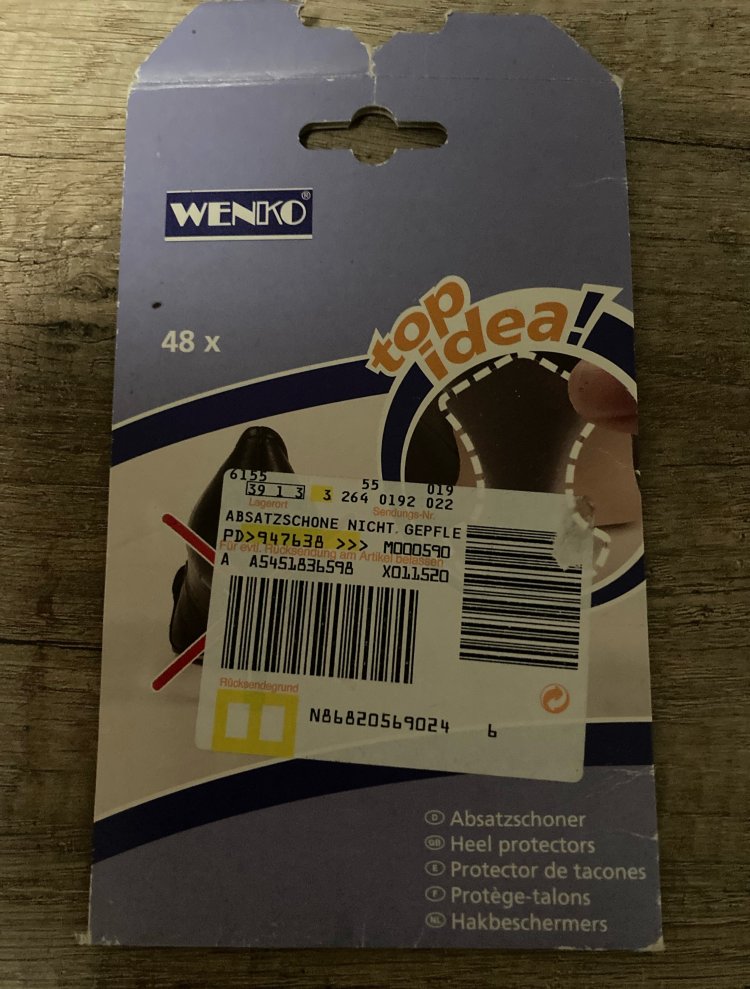 WENKO®
48 x
top
idea!
6155 55 019
39 1 3 3 264 0192 022
Lagerort Sendungs-Nr.
ABSATZSCHONE NICHT. GEPFLE
PD>947638 >>> M000590
Für evtl. Rücksendung am Artikel belassen
A A5451836598 X011520
Rücksendegrund
N86820569024 6
D Absatzschoner
GB Heel protectors
E Protector de tacones
F Protège-talons
NL Hakbeschermers